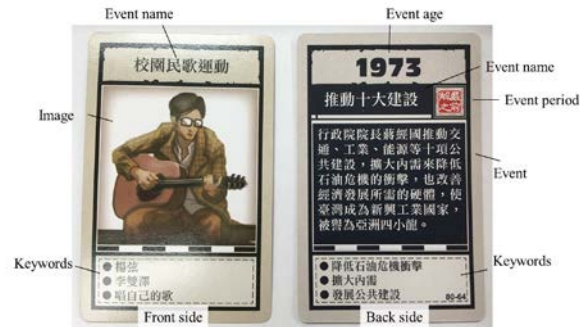 Event name
校園民歌運動
Image
Keywords
● 楊弦
● 李雙澤
● 唱自己的歌
Front side
Event age
1973
Event name
推動十大建設
Event period
行政院院長蔣經國推動交
通、工業、能源等十項公
共建設，擴大內需來降低
石油危機的衝擊，也改善
經濟發展所需的硬體，使
臺灣成為新興工業國家，
被譽為亞洲四小龍。
Event
● 降低石油危機衝擊
● 擴大內需
● 發展公共建設
Keywords
80-64
Back side